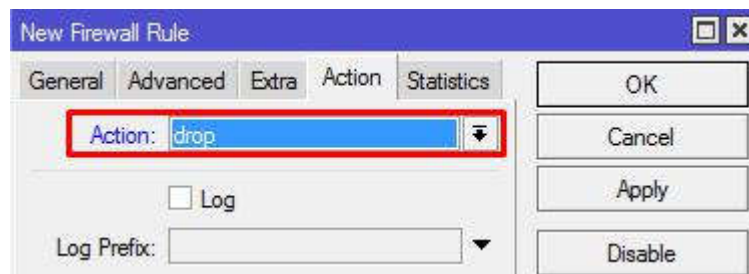 New Firewall Rule
General Advanced Extra Action Statistics
OK
Action: drop
Cancel
Log
Apply
Log Prefix:
Disable